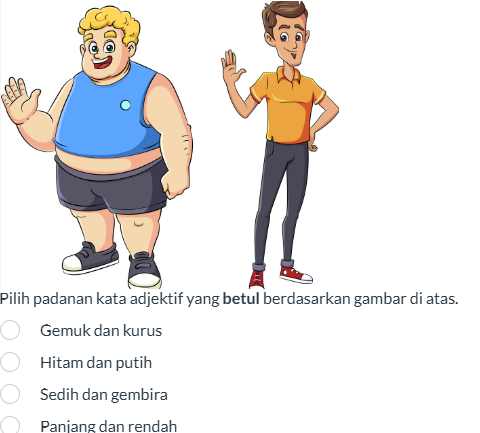 Pilih padanan kata adjektif yang betul berdasarkan gambar di atas.
Gemuk dan kurus
Hitam dan putih
Sedih dan gembira
Panjang dan rendah